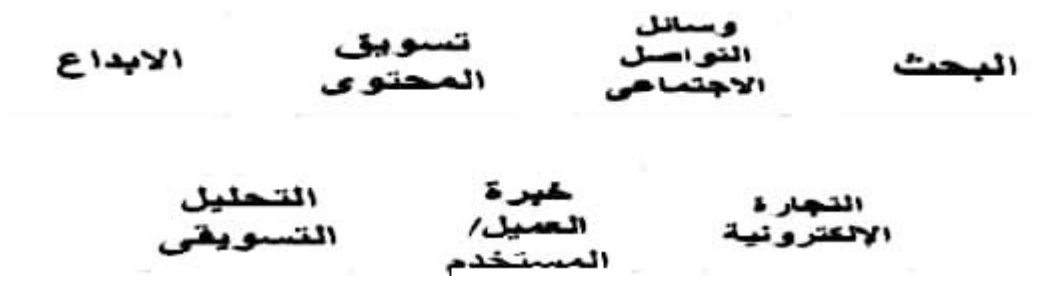 البحث
وسائل
التواصل
الاجتماعى
تسويق
المحتوى
الابداع
التجارة
الإلكترونية
خبرة
العميل/
المستخدم
التحليل
التسويقى